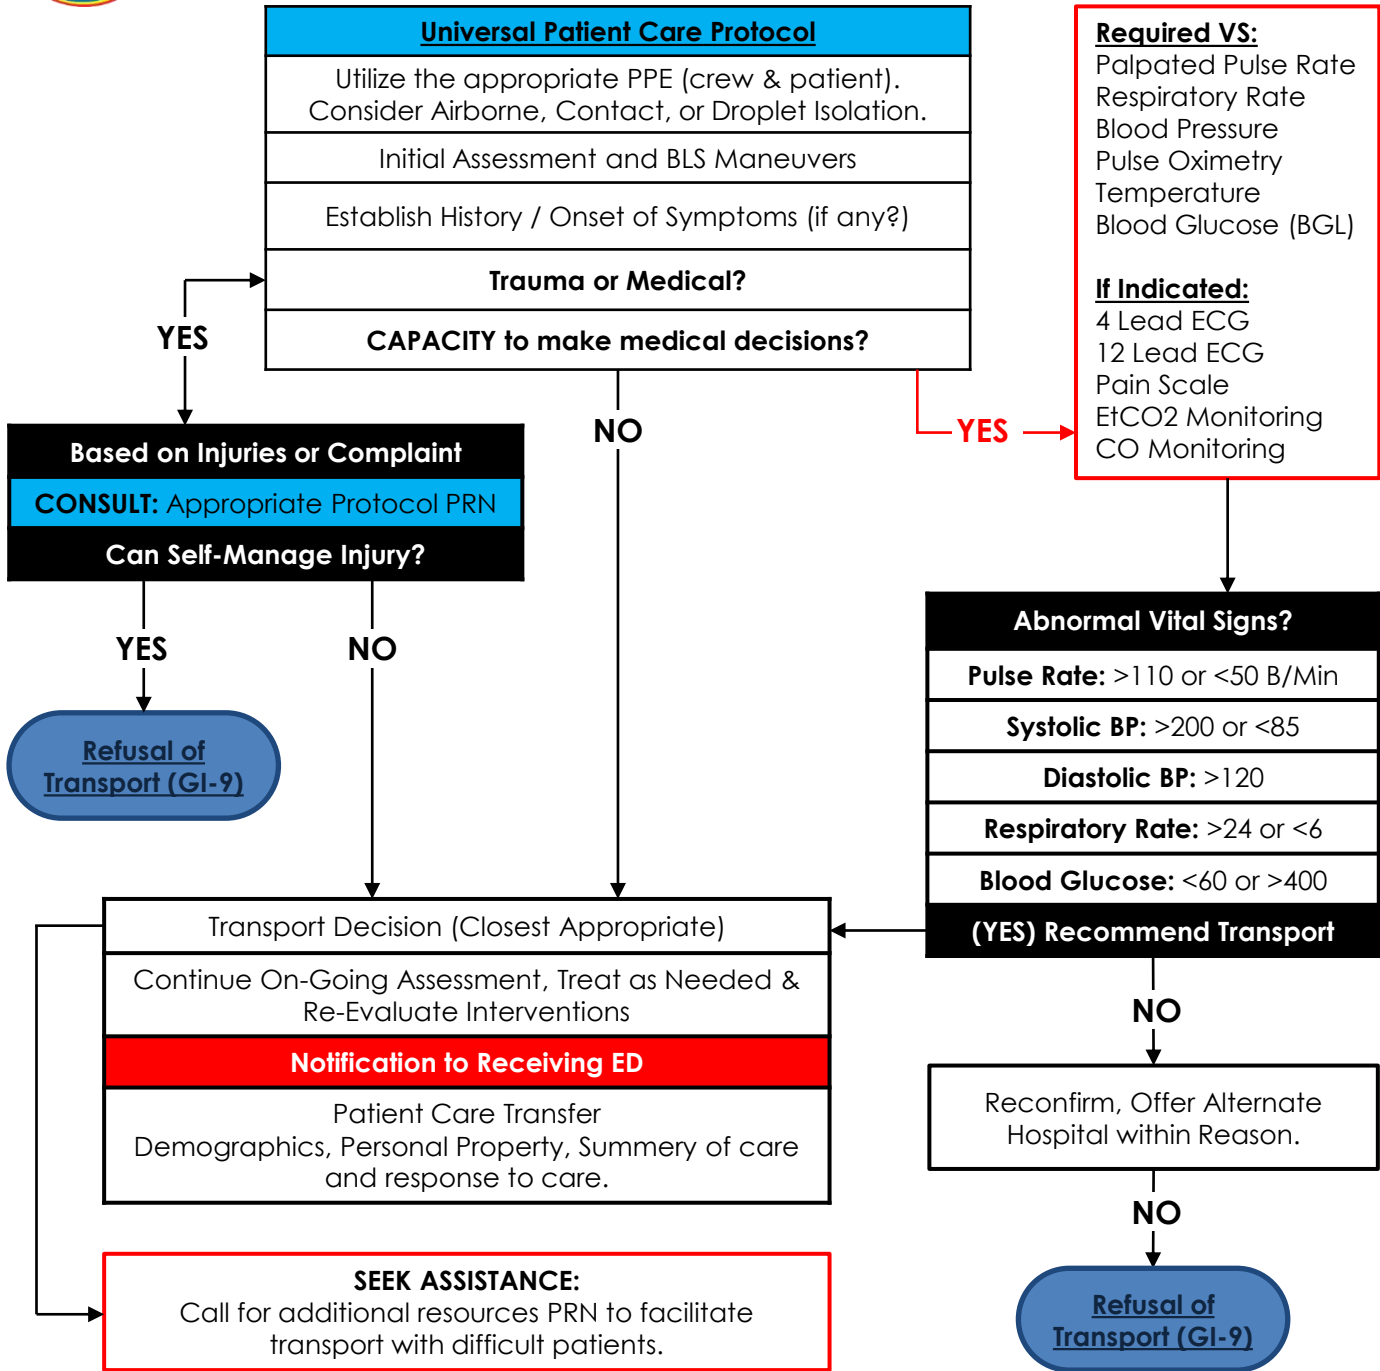 Universal Patient Care Protocol
Utilize the appropriate PPE (crew & patient).
Consider Airborne, Contact, or Droplet Isolation.
Initial Assessment and BLS Maneuvers
Establish History / Onset of Symptoms (if any?)
Trauma or Medical?
CAPACITY to make medical decisions?
Required VS:
Palpated Pulse Rate
Respiratory Rate
Blood Pressure
Pulse Oximetry
Temperature
Blood Glucose (BGL)
If Indicated:
4 Lead ECG
12 Lead ECG
Pain Scale
EtCO2 Monitoring
CO Monitoring
YES
NO
YES
Based on Injuries or Complaint
CONSULT: Appropriate Protocol PRN
Can Self-Manage Injury?
YES
NO
Refusal of
Transport (GI-9)
Abnormal Vital Signs?
Pulse Rate: >110 or <50 B/Min
Systolic BP: >200 or <85
Diastolic BP: >120
Respiratory Rate: >24 or <6
Blood Glucose: <60 or >400
(YES) Recommend Transport
Transport Decision (Closest Appropriate)
Continue On-Going Assessment, Treat as Needed &
Re-Evaluate Interventions
Notification to Receiving ED
Patient Care Transfer
Demographics, Personal Property, Summery of care
and response to care.
NO
Reconfirm, Offer Alternate
Hospital within Reason.
NO
Refusal of
Transport (GI-9)
SEEK ASSISTANCE:
Call for additional resources PRN to facilitate
transport with difficult patients.